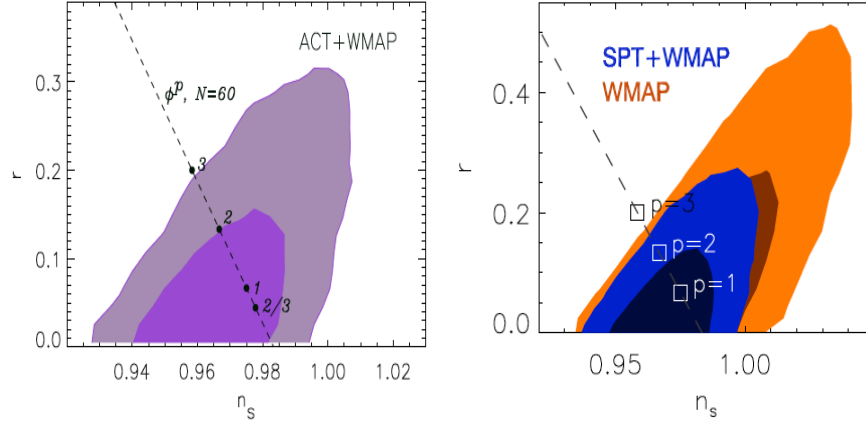 ACT+WMAP
ϕᵖ, N=60
3
2
1
2/3
0.3
0.2
0.1
0.0
r
0.94 0.96 0.98 1.00 1.02
n_s
SPT+WMAP
WMAP
p=3
p=2
p=1
0.4
0.2
0.0
r
0.95 1.00
n_s